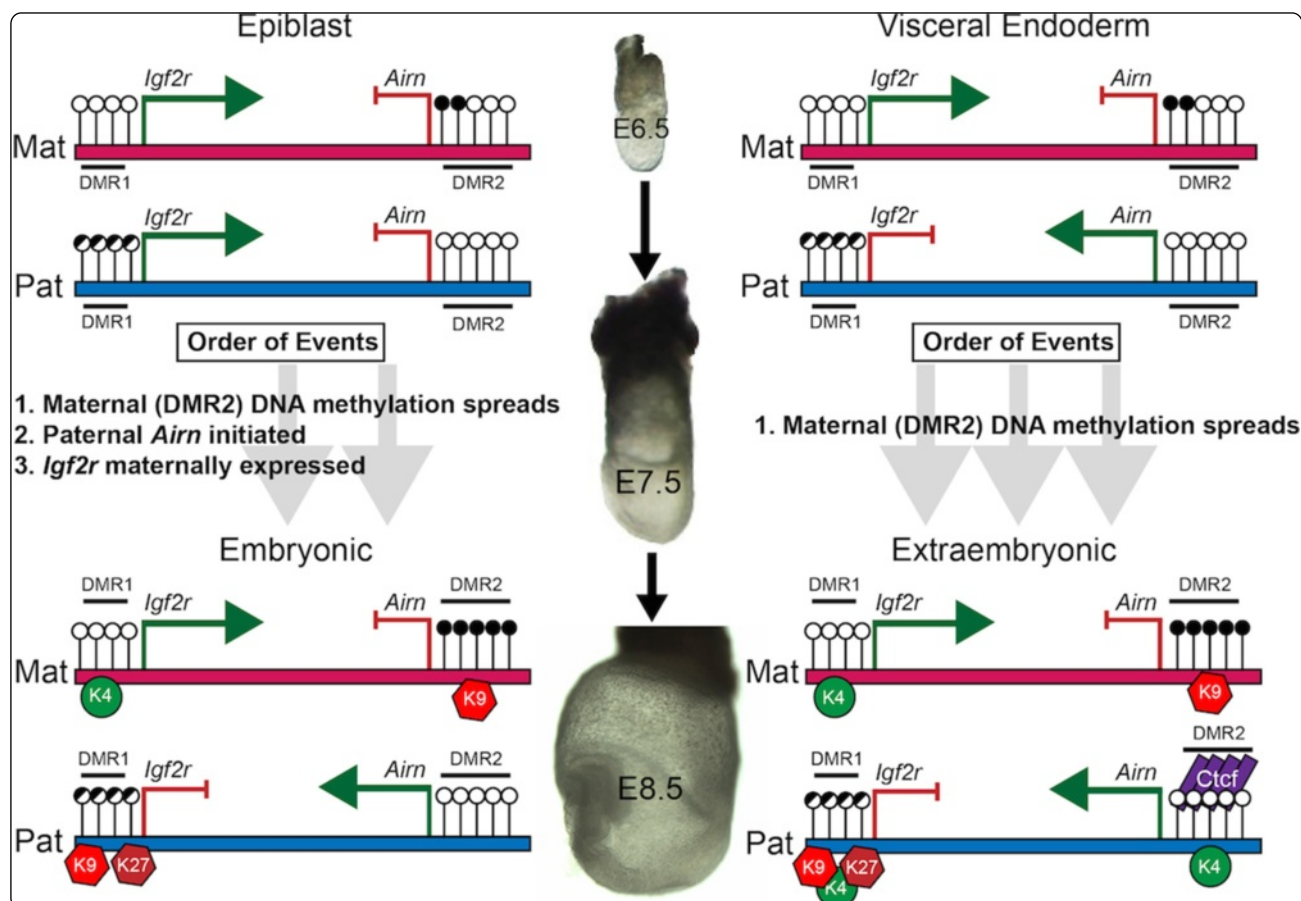 Epiblast
Igf2r
Airn
Mat
DMR1
DMR2
Igf2r
Airn
Pat
DMR1
DMR2
Order of Events
1. Maternal (DMR2) DNA methylation spreads
2. Paternal Airn initiated
3. Igf2r maternally expressed
Embryonic
DMR1
DMR2
Igf2r
Airn
Mat
K4
K9
DMR1
DMR2
Igf2r
Airn
Pat
K9
K27
E6.5
E7.5
E8.5
Visceral Endoderm
Igf2r
Airn
Mat
DMR1
DMR2
Igf2r
Airn
Pat
DMR1
DMR2
Order of Events
1. Maternal (DMR2) DNA methylation spreads
Extraembryonic
DMR1
DMR2
Igf2r
Airn
Mat
K4
K9
DMR1
DMR2
Igf2r
Airn
Ctcf
Pat
K9
K27
K4
K4